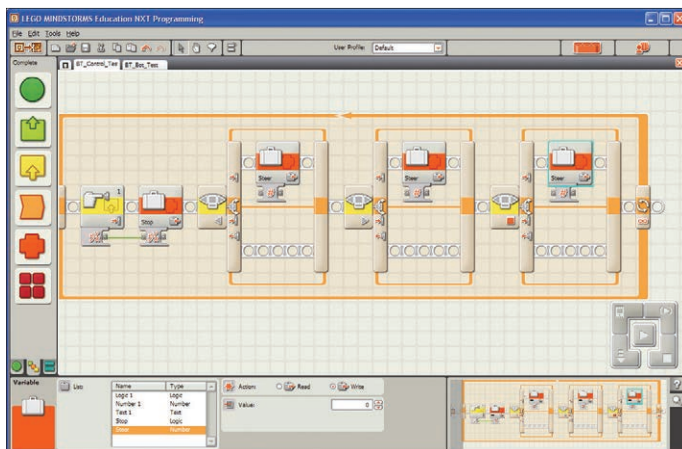 LEGO MINDSTORMS Education NXT Programming
File Edit Tools Help
User Profile: Default
Complete
BT_Control_Test BT_Bot_Test
Steer Steer Steer
1
Stop
Variable
List:
Name Type
Logic 1 Logic
Number 1 Number
Text 1 Text
Stop Logic
Steer Number
Action: Read Write
Value: 0
?